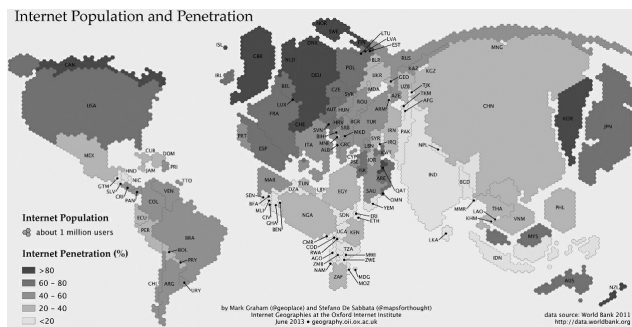 Internet Population and Penetration
NOR
SWE
FIN
DNK
LTU
LVA
EST
ISL
GBR
NLD
DEU
POL
BLR
RUS
MNG
CAN
IRL
BEL
CZE
UKR
KAZ
KGZ
USA
LUX
SVK
MDA
GEO
UZB
TJK
TKM
AFG
FRA
AUT
HUN
ROU
ARM
AZE
CHN
KOR
JPN
CHE
SVN
HRV
SRB
BGR
TUR
IRN
PAK
PRT
ESP
ITA
BIH
MNE
ALB
MKD
GRC
SYR
LBN
IRQ
KWT
NPL
MEX
CUB
DOM
JAM
PRI
HND
NIC
GTM
SLV
CRI
PAN
TTO
VEN
COL
ECU
PER
BRA
BOL
PRY
CHL
ARG
URY
CYP
ISR
JOR
ARE
QAT
OMN
SAU
YEM
IND
BGD
MAR
DZA
TUN
LBY
EGY
SEN
BFA
MLI
CIV
GHA
BEN
NGA
SDN
ERI
ETH
UGA
KEN
CMR
COD
RWA
AGO
ZMB
NAM
TZA
MWI
ZWE
ZAF
MDG
MOZ
LKA
MMR
LAO
KHM
THA
VNM
PHL
MYS
IDN
AUS
NZL
Internet Population
about 1 million users
Internet Penetration (%)
>80
60 – 80
40 – 60
20 – 40
<20
by Mark Graham (@geoplace) and Stefano De Sabbata (@mapsforthought)
Internet Geographies at the Oxford Internet Institute
June 2013 • geography.oii.ox.ac.uk
data source: World Bank 2011
http://data.worldbank.org